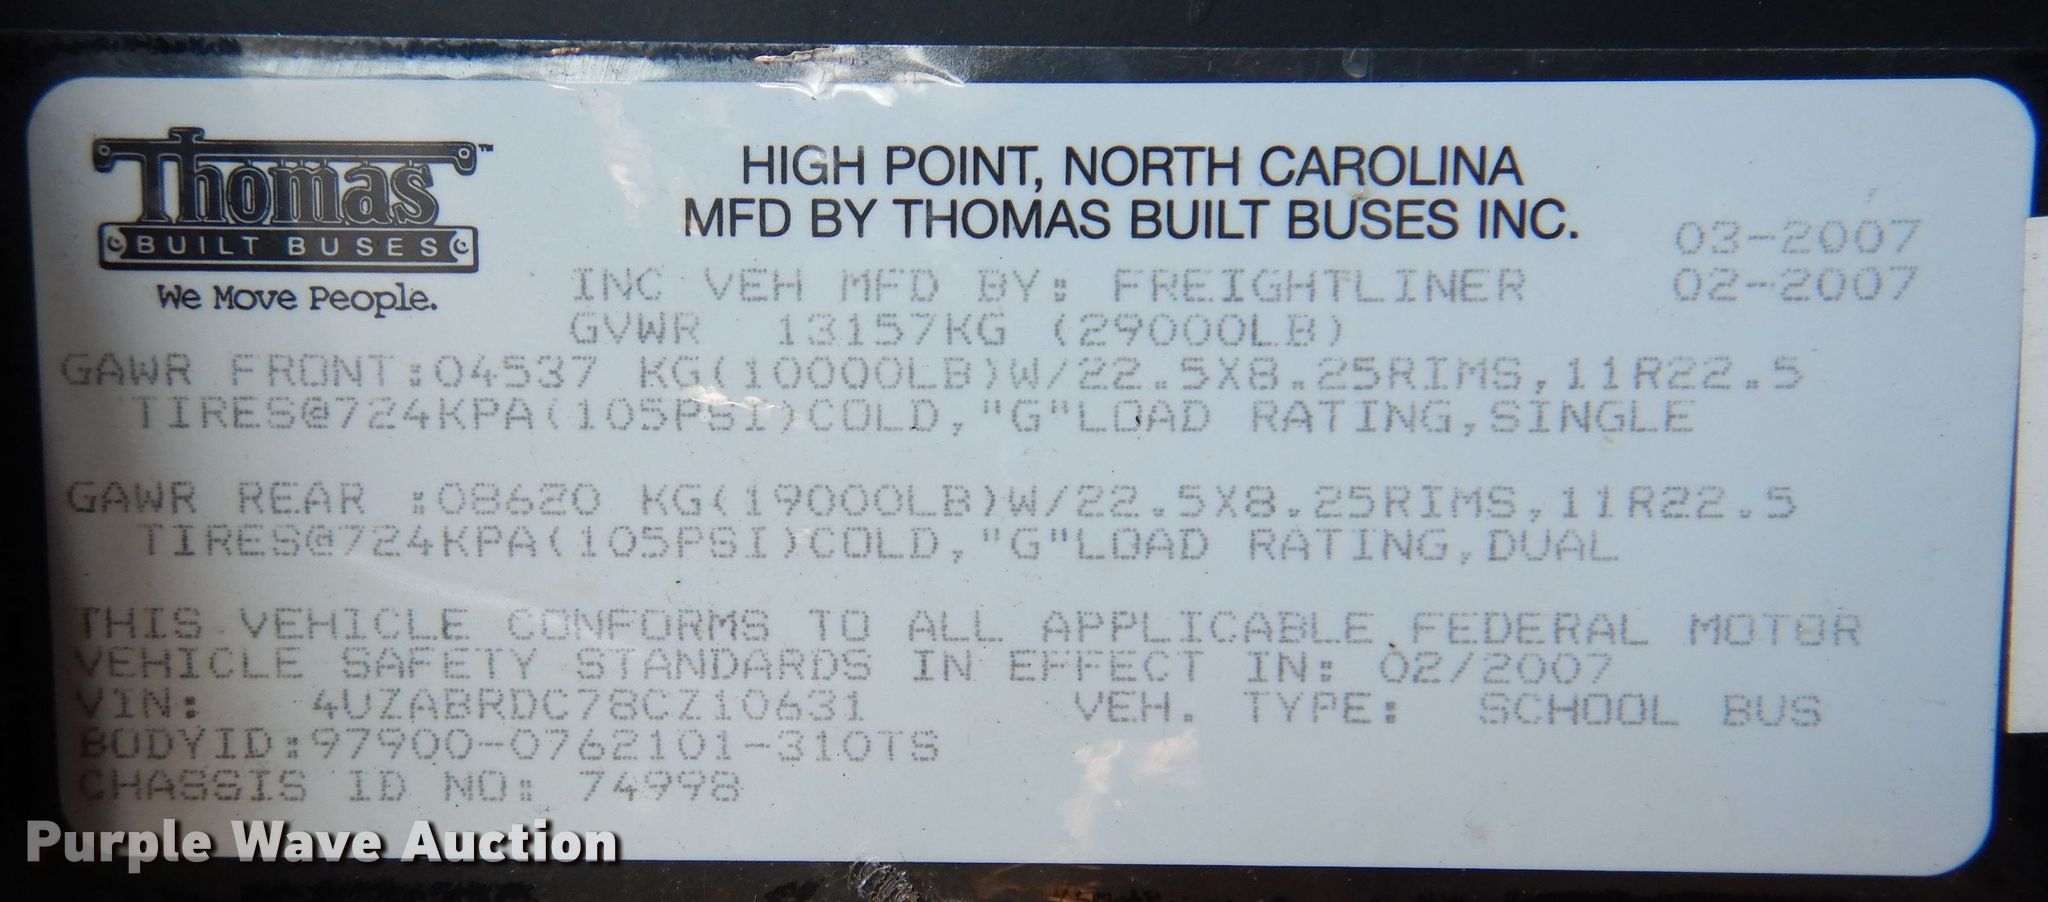 Thomas™
BUILT BUSES
We Move People.
HIGH POINT, NORTH CAROLINA
MFD BY THOMAS BUILT BUSES INC.
03-2007
INC VEH MFD BY: FREIGHTLINER 02-2007
GVWR 13157KG (29000LB)
GAWR FRONT:04537 KG(10000LB)W/22.5X8.25RIMS,11R22.5
TIRES@724KPA(105PSI)COLD,"G"LOAD RATING,SINGLE
GAWR REAR :08620 KG(19000LB)W/22.5X8.25RIMS,11R22.5
TIRES@724KPA(105PSI)COLD,"G"LOAD RATING,DUAL
THIS VEHICLE CONFORMS TO ALL APPLICABLE FEDERAL MOTOR
VEHICLE SAFETY STANDARDS IN EFFECT IN: 02/2007
VIN: 4UZABRDC78CZ10631 VEH. TYPE: SCHOOL BUS
BODYID:97900-0762101-310TS
CHASSIS ID NO: 74998
Purple Wave Auction